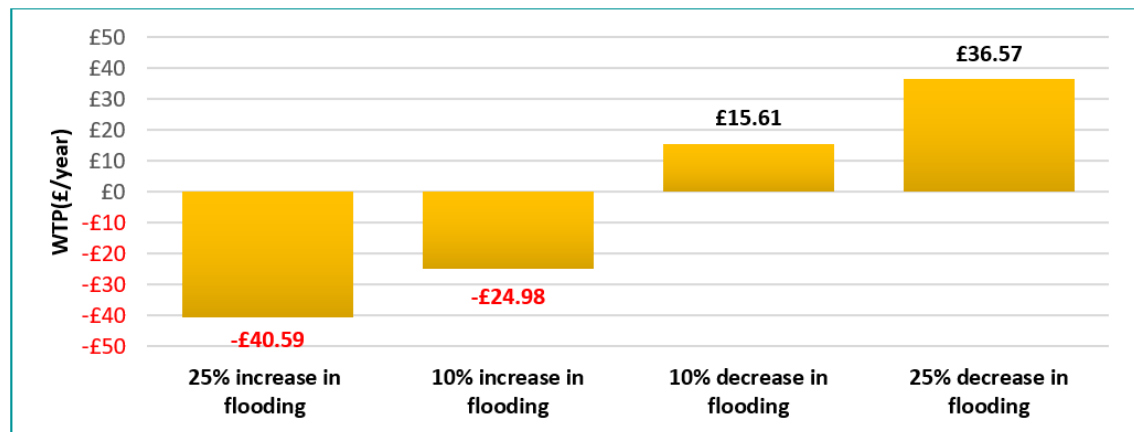 £50
£40
£30
£20
£10
£0
-£10
-£20
-£30
-£40
-£50
WTP(£/year)
-£40.59
-£24.98
£15.61
£36.57
25% increase in
flooding
10% increase in
flooding
10% decrease in
flooding
25% decrease in
flooding